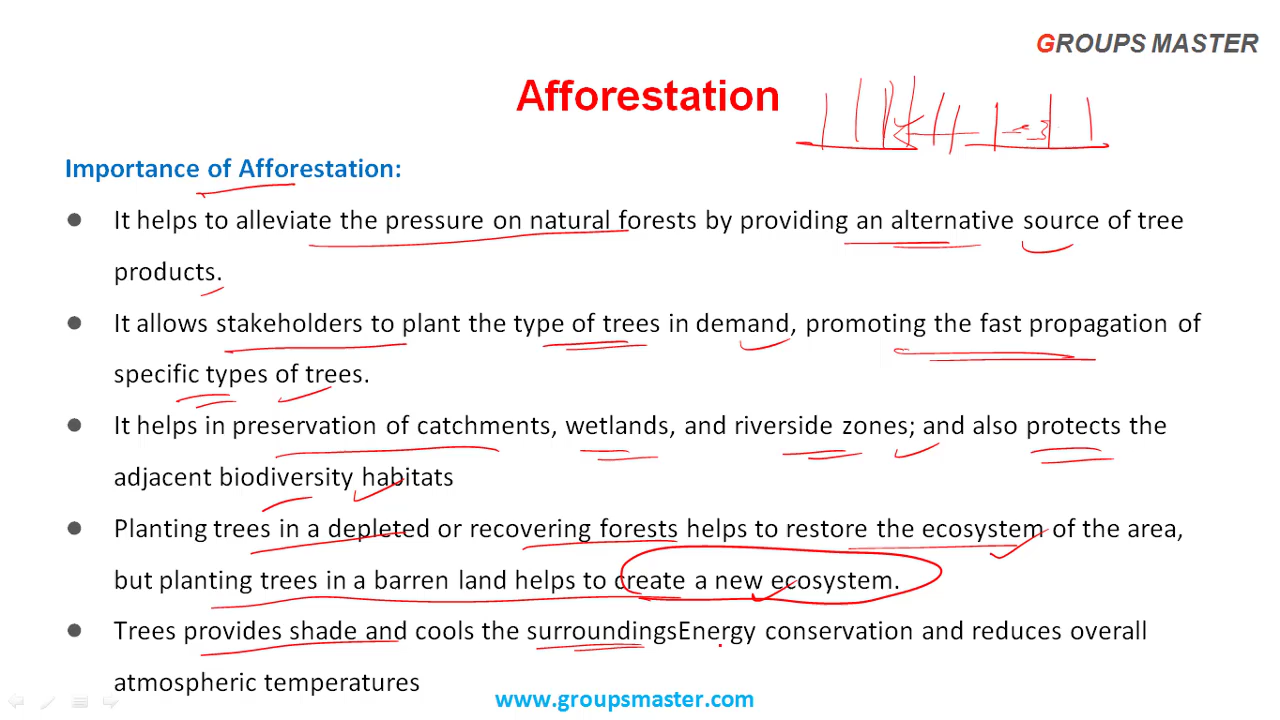 GROUPS MASTER
Afforestation
Importance of Afforestation:
● It helps to alleviate the pressure on natural forests by providing an alternative source of tree
products.
● It allows stakeholders to plant the type of trees in demand, promoting the fast propagation of
specific types of trees.
● It helps in preservation of catchments, wetlands, and riverside zones; and also protects the
adjacent biodiversity habitats
● Planting trees in a depleted or recovering forests helps to restore the ecosystem of the area,
but planting trees in a barren land helps to create a new ecosystem.
● Trees provides shade and cools the surroundingsEnergy conservation and reduces overall
atmospheric temperatures
www.groupsmaster.com